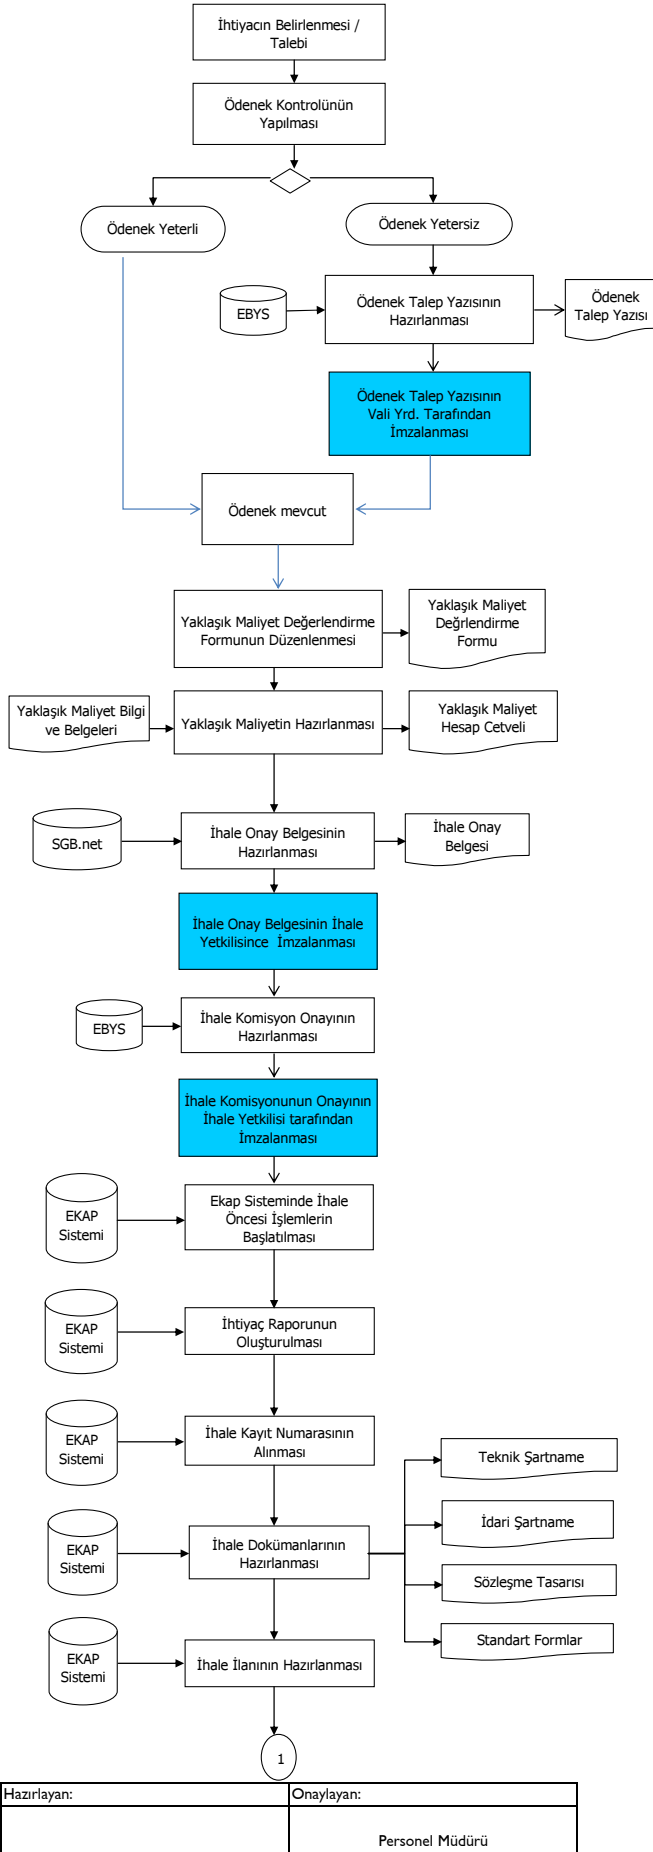 İhtiyacın Belirlenmesi /
Talebi
Ödenek Kontrolünün
Yapılması
Ödenek Yeterli
Ödenek Yetersiz
EBYS
Ödenek Talep Yazısının
Hazırlanması
Ödenek
Talep Yazısı
Ödenek Talep Yazısının
Vali Yrd. Tarafından
İmzalanması
Ödenek mevcut
Yaklaşık Maliyet Değerlendirme
Formunun Düzenlenmesi
Yaklaşık Maliyet
Değrlendirme
Formu
Yaklaşık Maliyet Bilgi
ve Belgeleri
Yaklaşık Maliyetin Hazırlanması
Yaklaşık Maliyet
Hesap Cetveli
SGB.net
İhale Onay Belgesinin
Hazırlanması
İhale Onay
Belgesi
İhale Onay Belgesinin İhale
Yetkilisince İmzalanması
EBYS
İhale Komisyon Onayının
Hazırlanması
İhale Komisyonunun Onayının
İhale Yetkilisi tarafından
İmzalanması
EKAP
Sistemi
Ekap Sisteminde İhale
Öncesi İşlemlerin
Başlatılması
EKAP
Sistemi
İhtiyaç Raporunun
Oluşturulması
EKAP
Sistemi
İhale Kayıt Numarasının
Alınması
Teknik Şartname
EKAP
Sistemi
İhale Dokümanlarının
Hazırlanması
İdari Şartname
Sözleşme Tasarısı
Standart Formlar
EKAP
Sistemi
İhale İlanının Hazırlanması
1
Hazırlayan:
Onaylayan:
Personel Müdürü